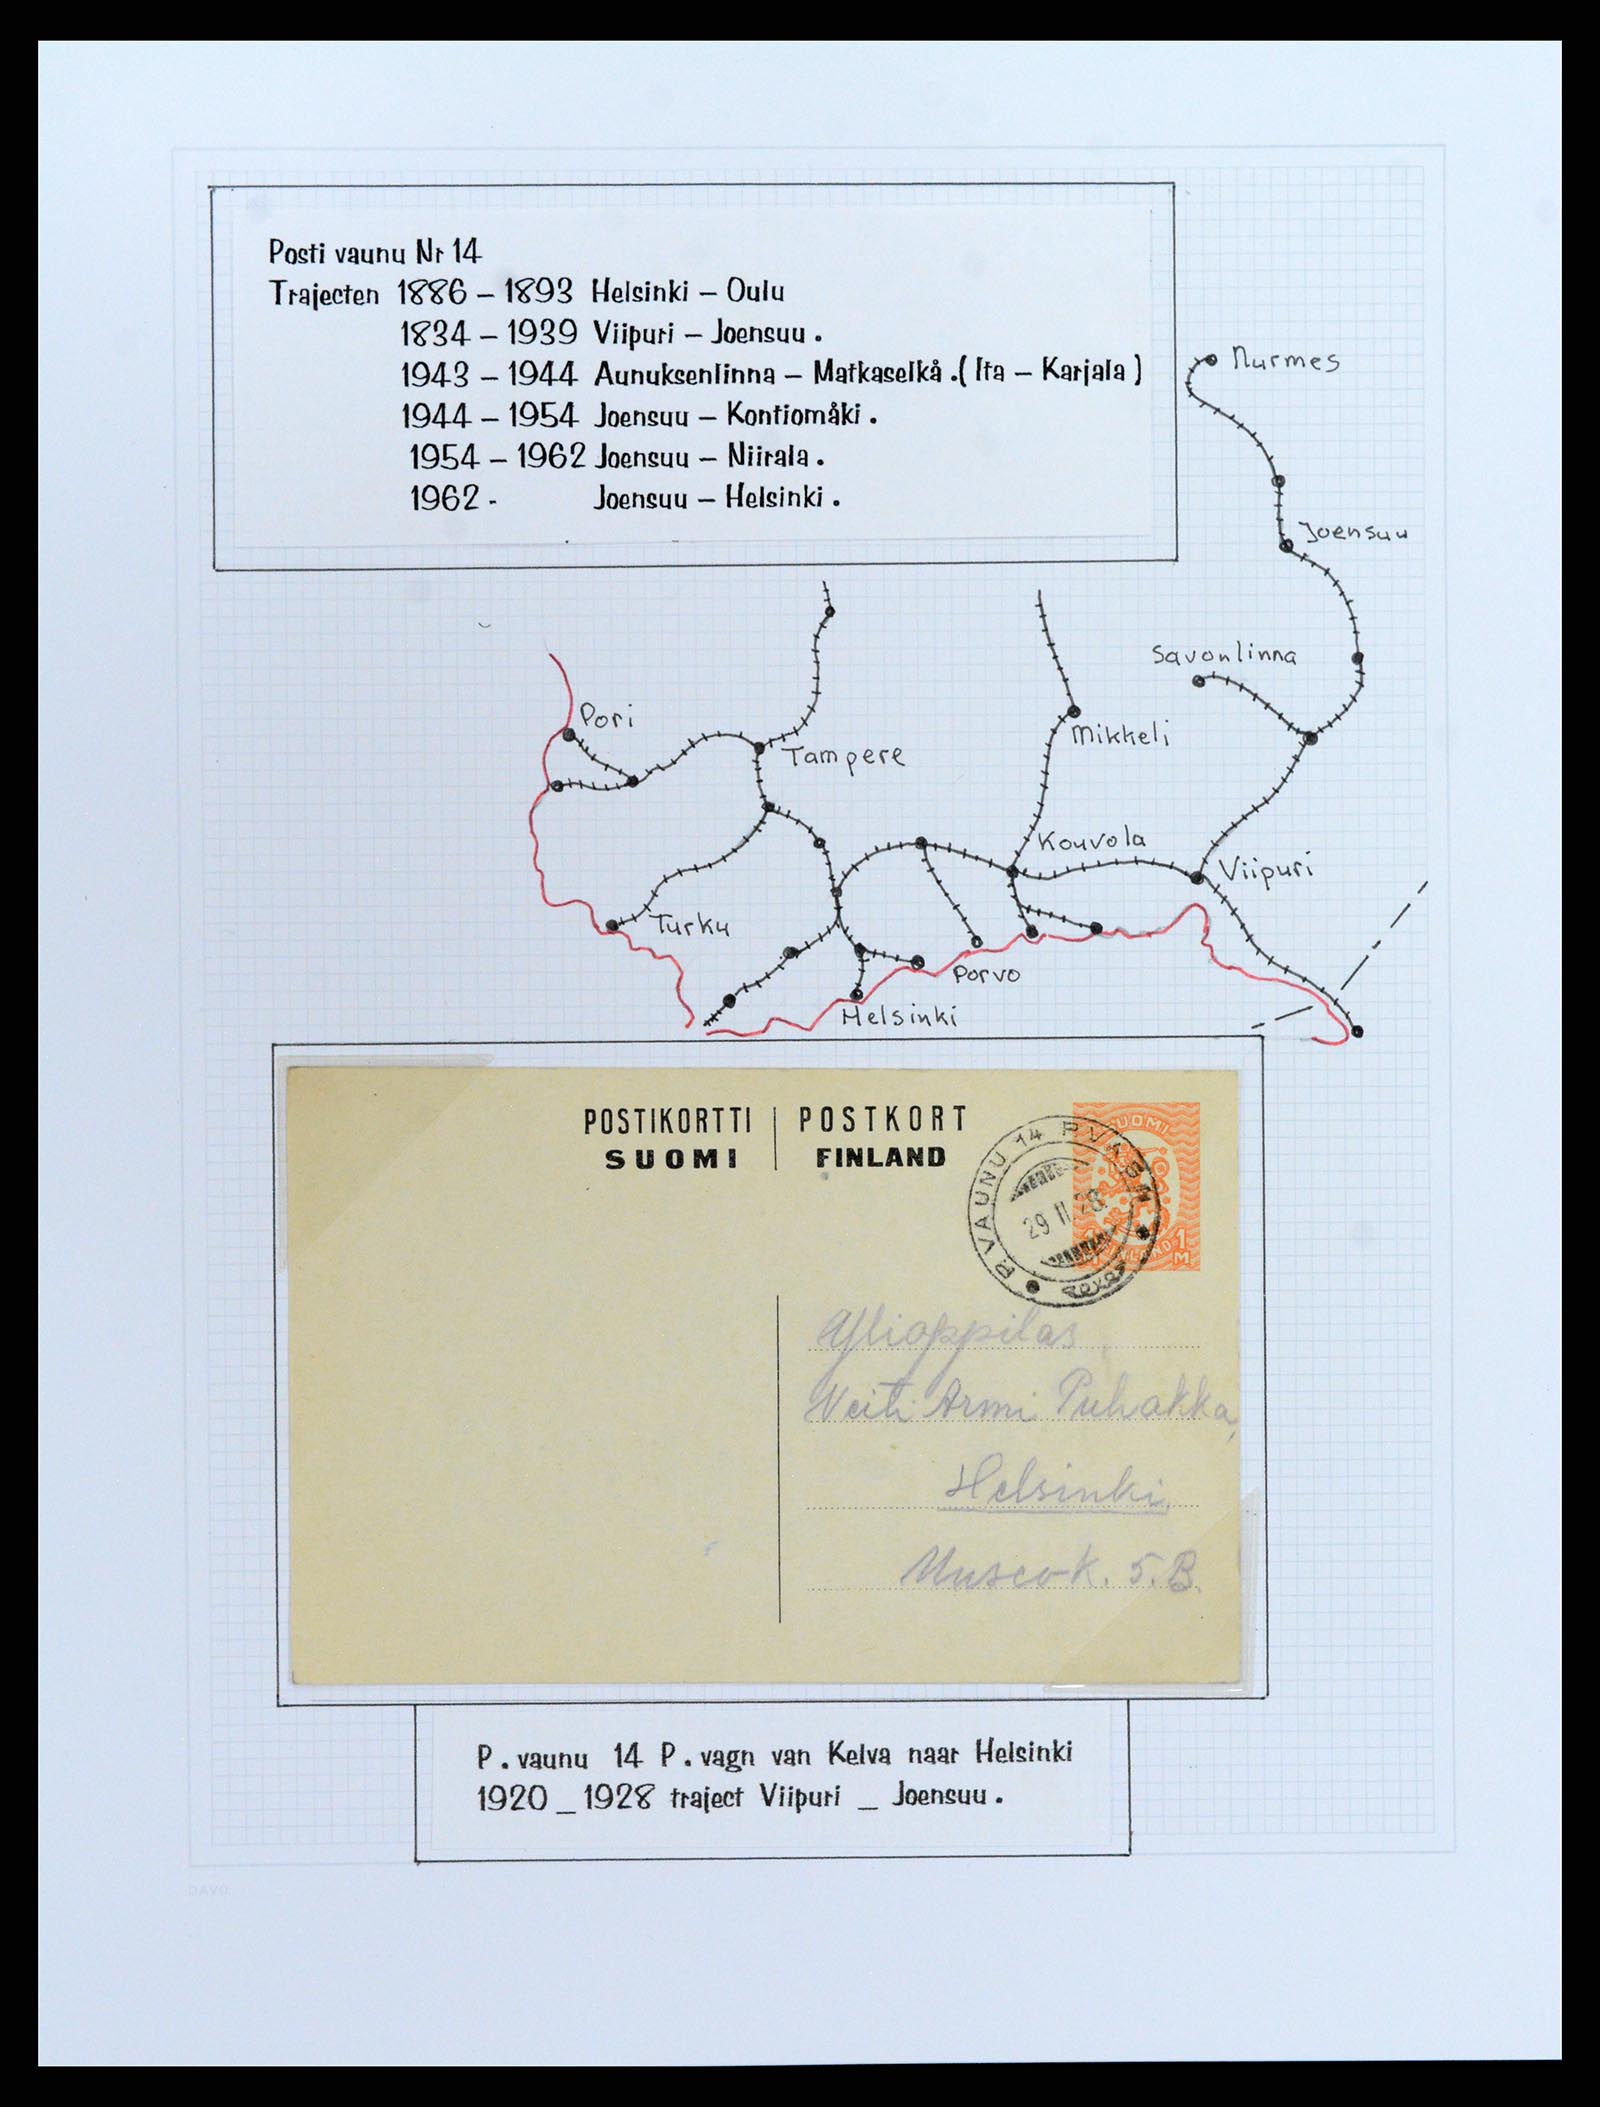 Posti vaunu Nr 14
Trajecten 1886 – 1893 Helsinki – Oulu
1834 – 1939 Viipuri – Joensuu .
1943 – 1944 Aunuksenlinna – Matkaselkå .( Ita – Karjala )
1944 – 1954 Joensuu – Kontiomåki .
1954 – 1962 Joensuu – Niirala .
1962 - Joensuu – Helsinki .
Nurmes
Joensuu
Savonlinna
Pori
Mikkeli
Tampere
Kouvola
Viipuri
Turku
Porvo
Helsinki
POSTIKORTTI | POSTKORT
SUOMI | FINLAND
SUOMI
1 M
FINLAND
P.VAUNU 14 P.V
29 II 28
Ylioppilas
Neiti Armi Puhakka,
Helsinki
Museok. 5.B.
P . vaunu 14 P . vagn van Kelva naar Helsinki
1920 _ 1928 traject Viipuri _ Joensuu .
DVAC